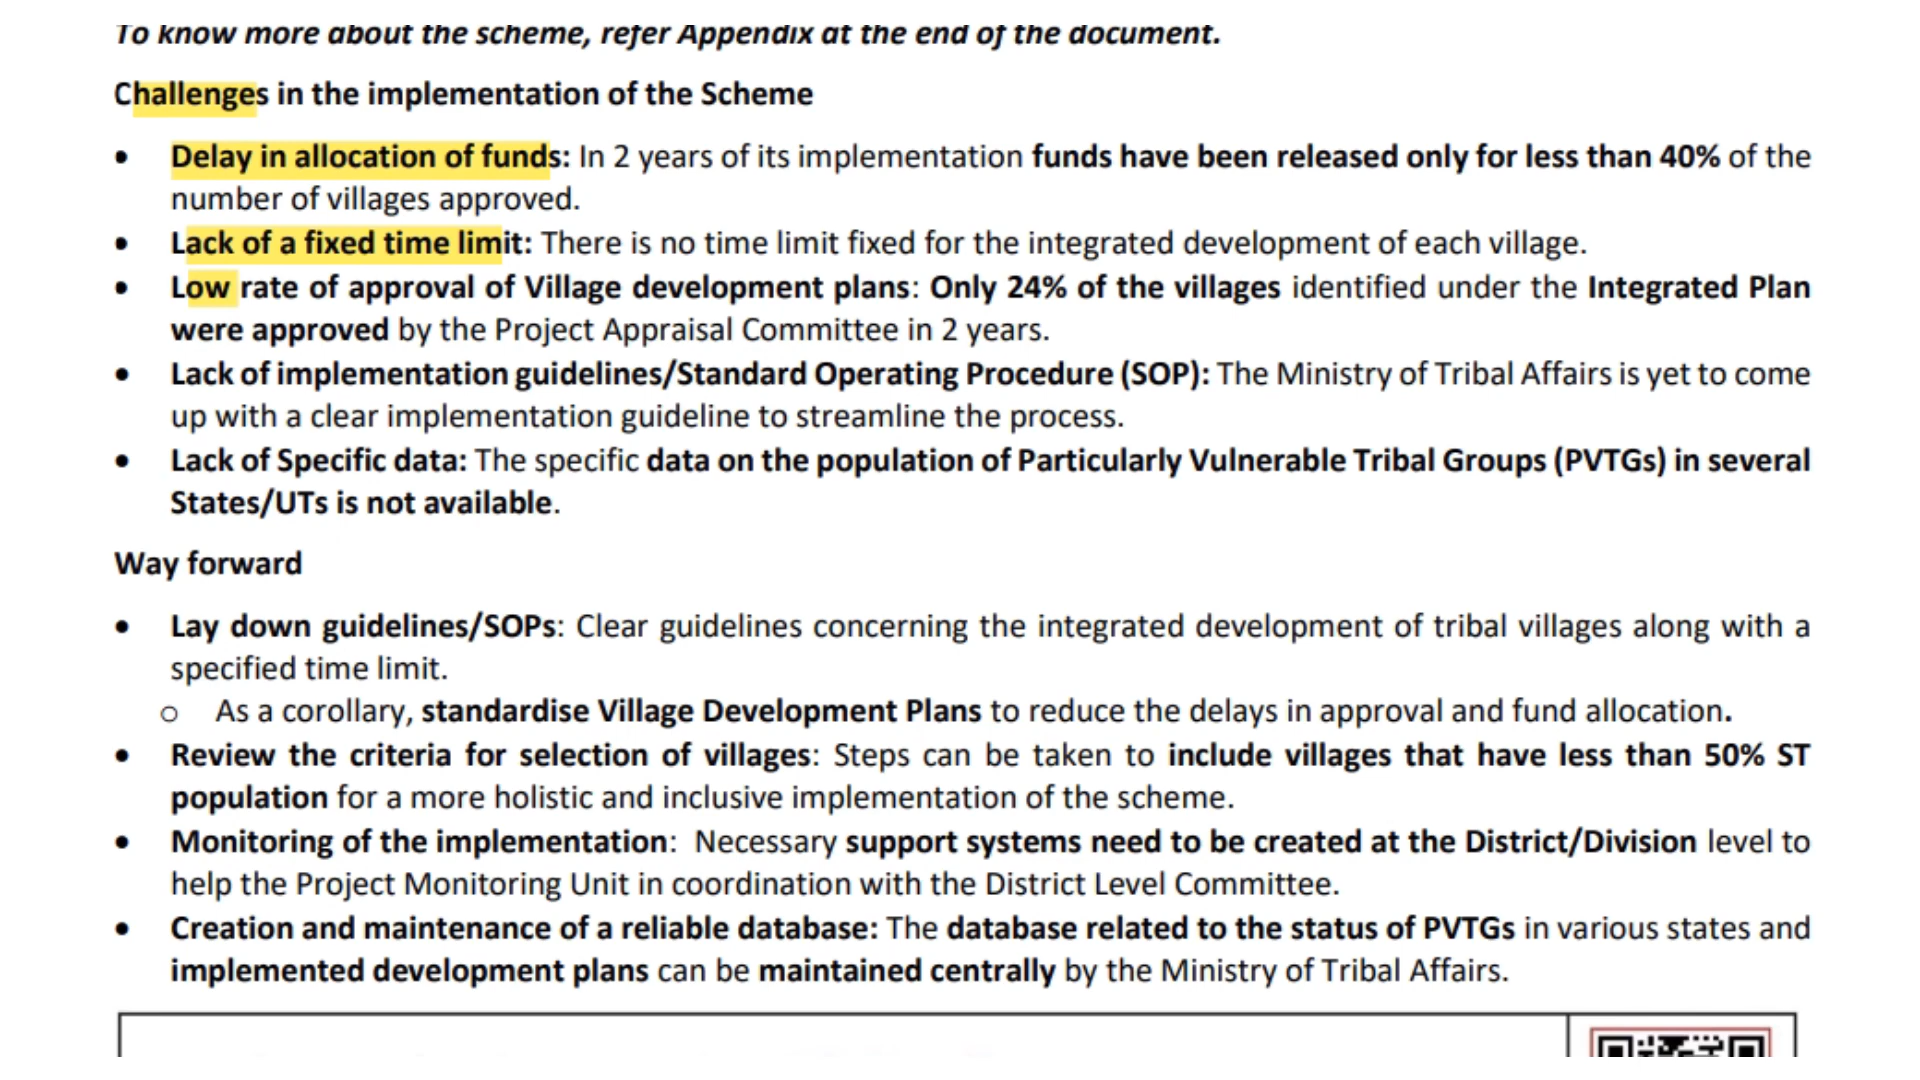 To know more about the scheme, refer Appendix at the end of the document.
Challenges in the implementation of the Scheme
• Delay in allocation of funds: In 2 years of its implementation funds have been released only for less than 40% of the
number of villages approved.
• Lack of a fixed time limit: There is no time limit fixed for the integrated development of each village.
• Low rate of approval of Village development plans: Only 24% of the villages identified under the Integrated Plan
were approved by the Project Appraisal Committee in 2 years.
• Lack of implementation guidelines/Standard Operating Procedure (SOP): The Ministry of Tribal Affairs is yet to come
up with a clear implementation guideline to streamline the process.
• Lack of Specific data: The specific data on the population of Particularly Vulnerable Tribal Groups (PVTGs) in several
States/UTs is not available.
Way forward
• Lay down guidelines/SOPs: Clear guidelines concerning the integrated development of tribal villages along with a
specified time limit.
o As a corollary, standardise Village Development Plans to reduce the delays in approval and fund allocation.
• Review the criteria for selection of villages: Steps can be taken to include villages that have less than 50% ST
population for a more holistic and inclusive implementation of the scheme.
• Monitoring of the implementation: Necessary support systems need to be created at the District/Division level to
help the Project Monitoring Unit in coordination with the District Level Committee.
• Creation and maintenance of a reliable database: The database related to the status of PVTGs in various states and
implemented development plans can be maintained centrally by the Ministry of Tribal Affairs.